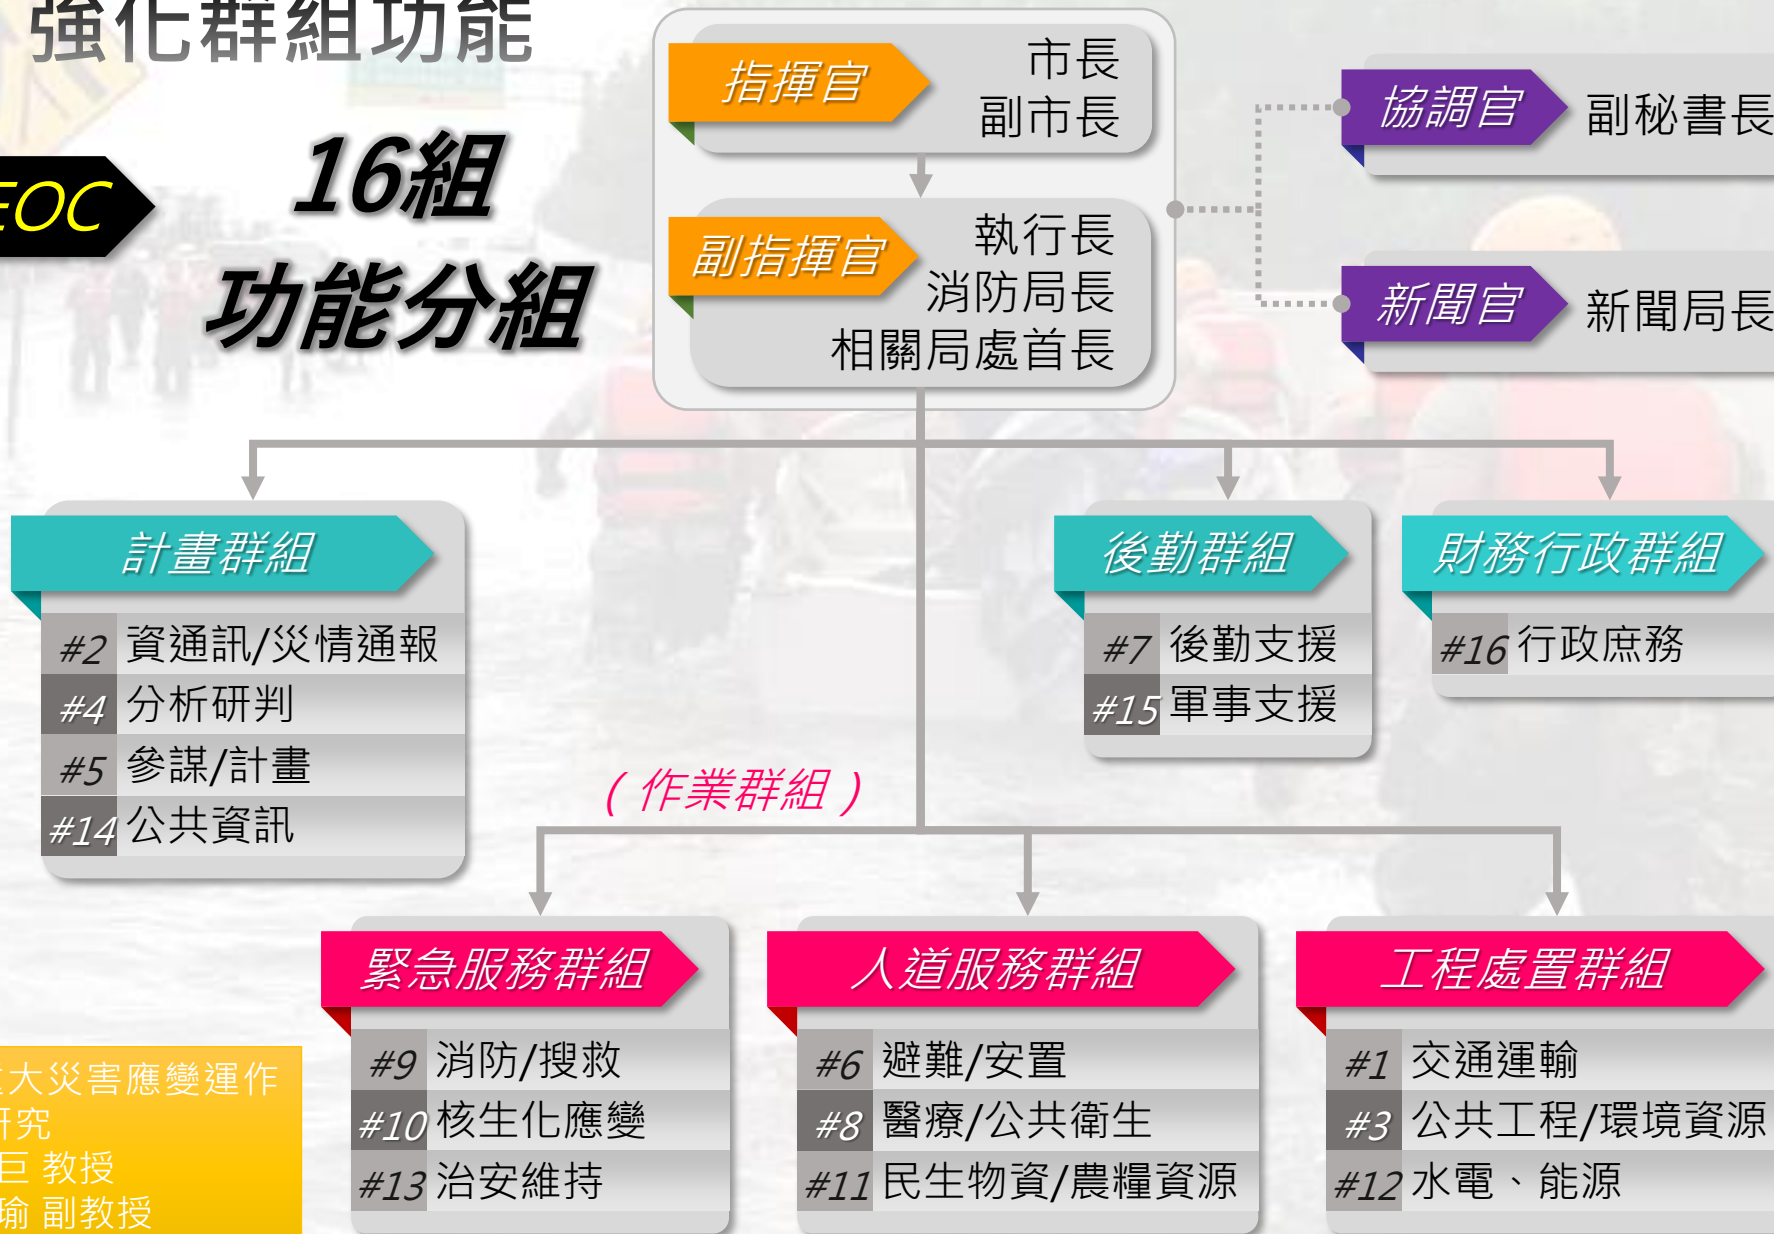 強化群組功能
EOC
16組
功能分組
指揮官
市長
副市長
副指揮官
執行長
消防局長
相關局處首長
協調官
副秘書長
新聞官
新聞局長
計畫群組
#2 資通訊/災情通報
#4 分析研判
#5 參謀/計畫
#14 公共資訊
後勤群組
#7 後勤支援
#15 軍事支援
財務行政群組
#16 行政庶務
(作業群組)
緊急服務群組
#9 消防/搜救
#10 核生化應變
#13 治安維持
人道服務群組
#6 避難/安置
#8 醫療/公共衛生
#11 民生物資/農糧資源
工程處置群組
#1 交通運輸
#3 公共工程/環境資源
#12 水電、能源
大災害應變運作
研究
巨 教授
瑜 副教授